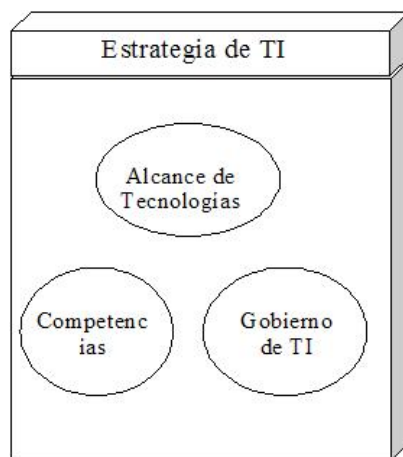 Estrategia de TI
Alcance de
Tecnologías
Competenc
ias
Gobierno
de TI